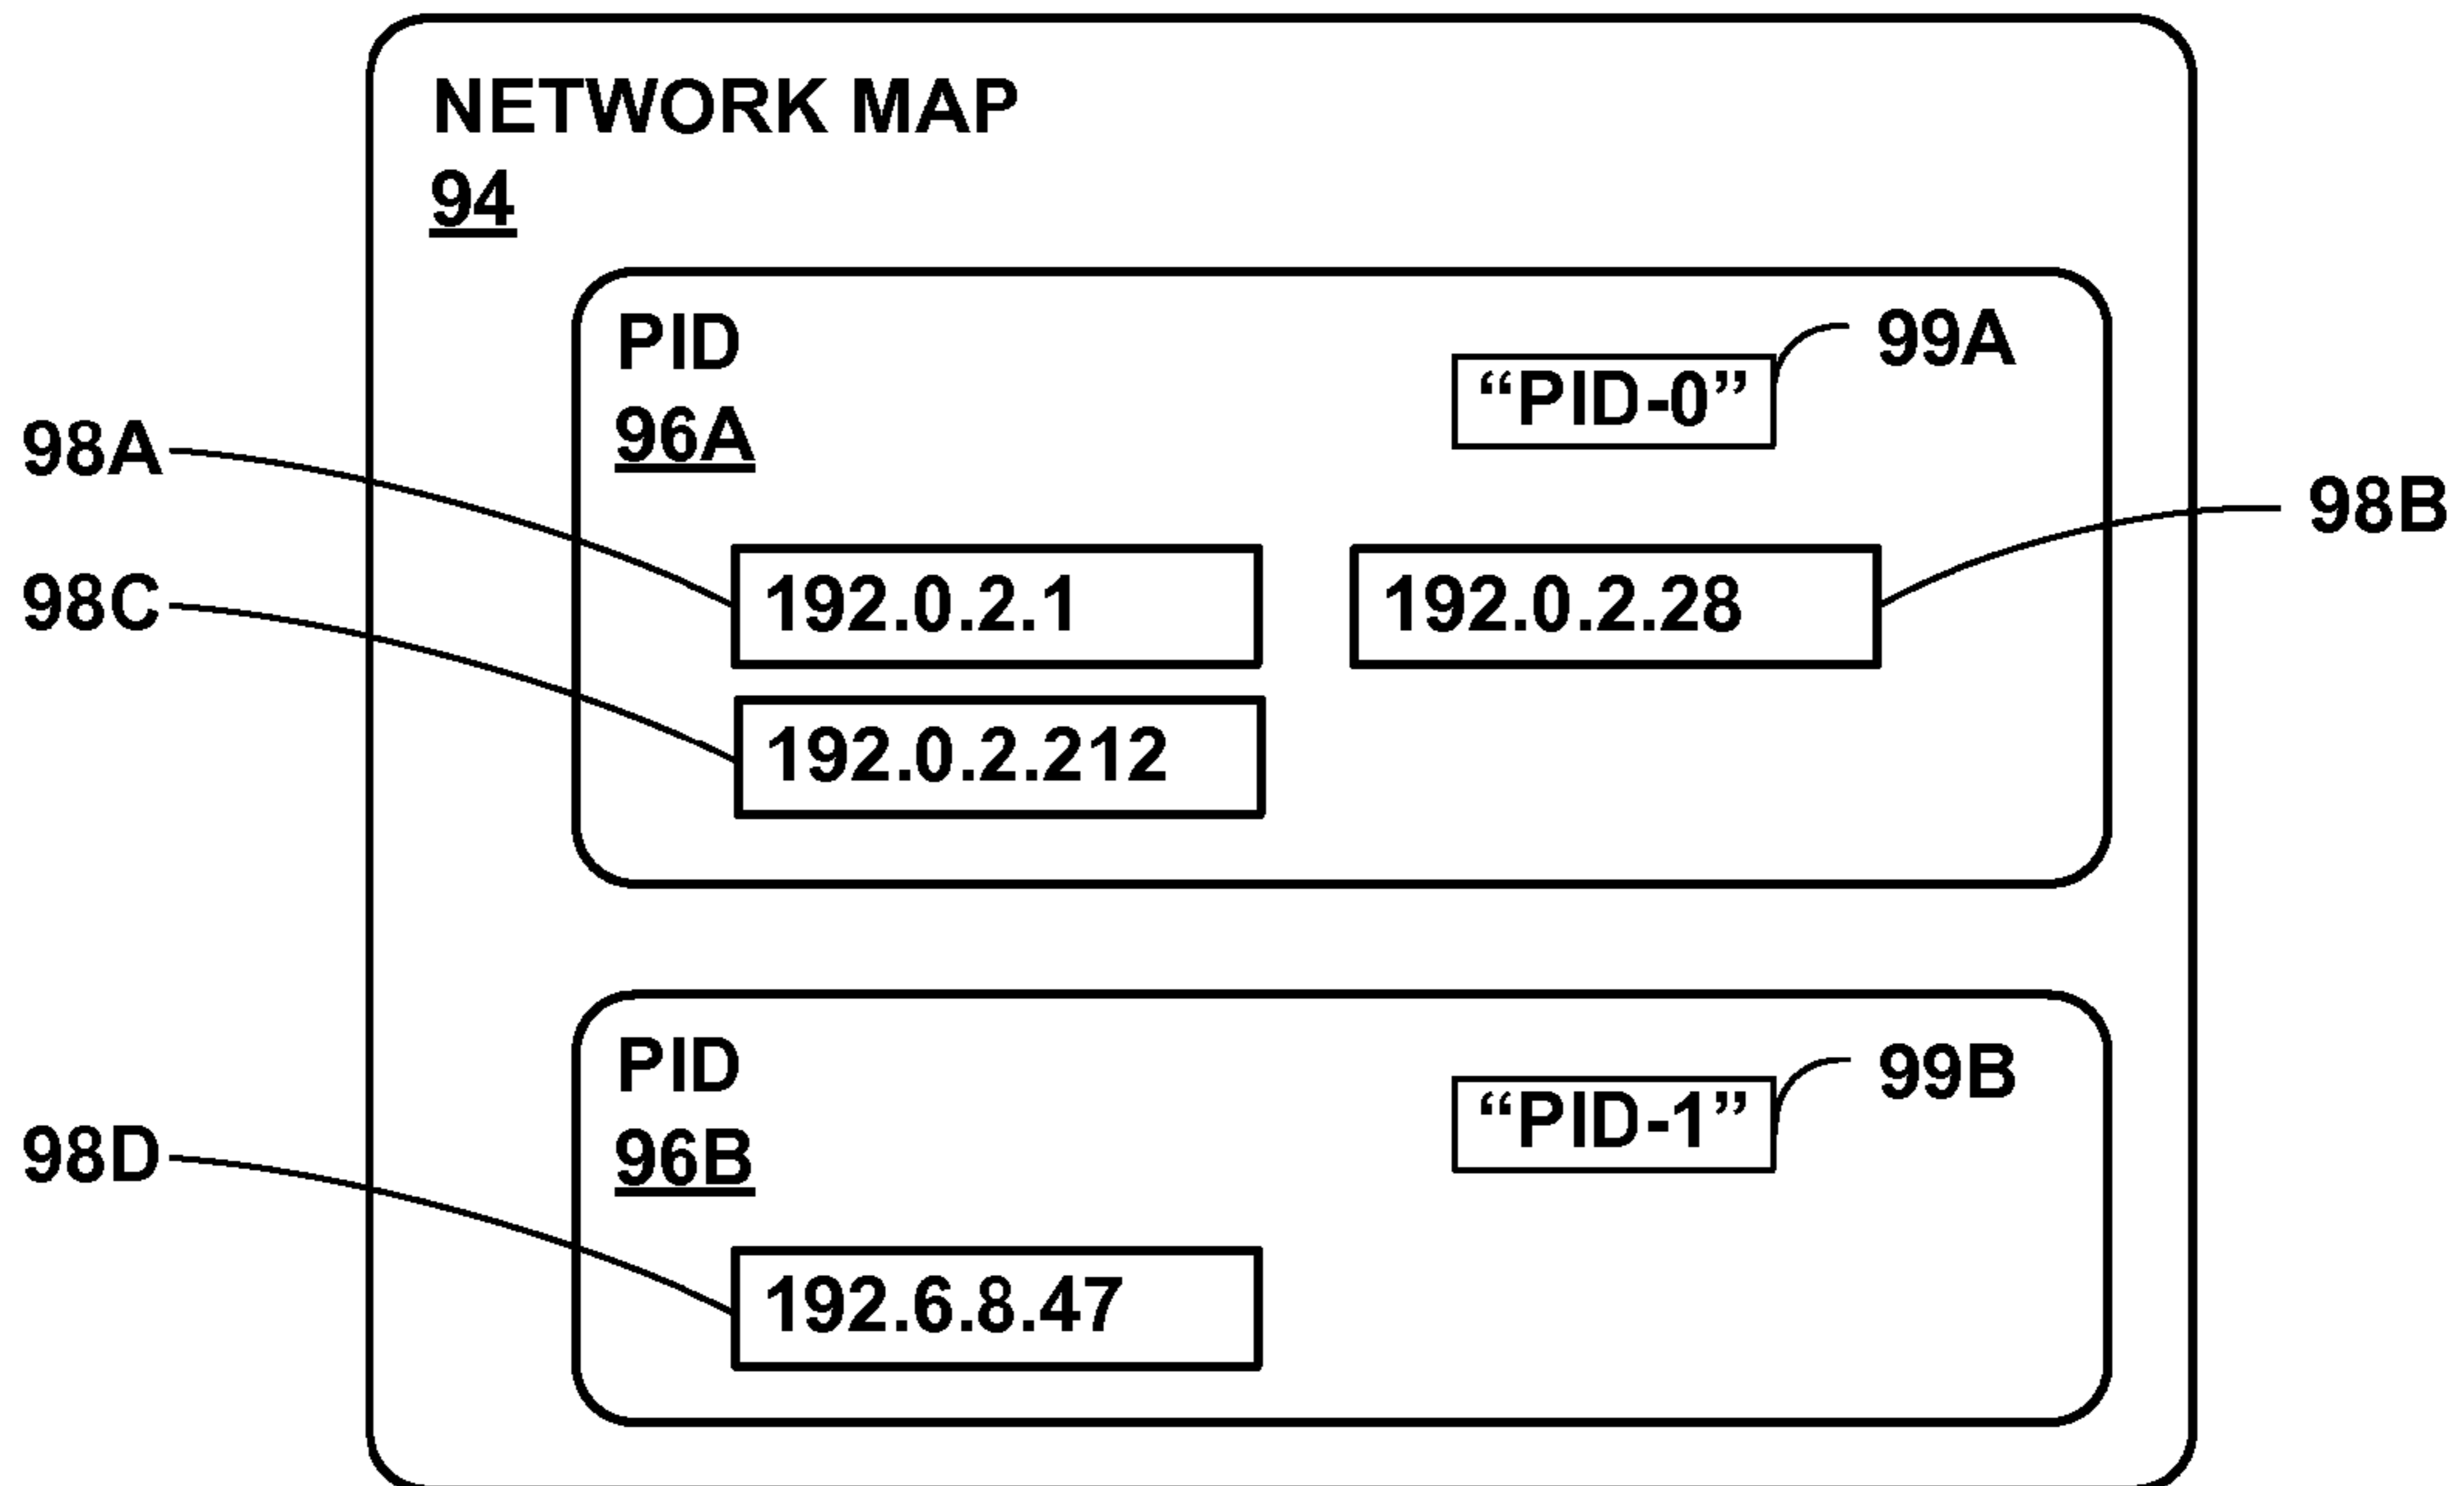 NETWORK MAP
94
PID
96A
“PID-0”
99A
98A
98B
192.0.2.1
192.0.2.28
98C
192.0.2.212
PID
96B
“PID-1”
99B
98D
192.6.8.47